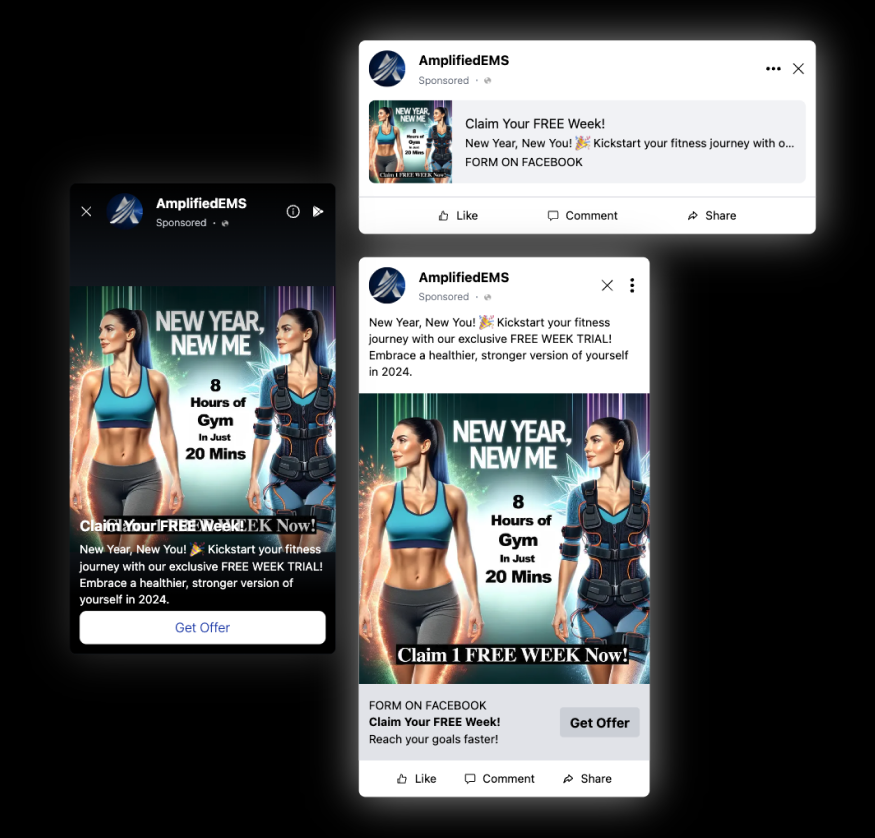 AmplifiedEMS
Sponsored ·
NEW YEAR,
NEW ME
8
Hours of
Gym
In Just
20 Mins
Claim 1 FREE WEEK Now!
Claim Your FREE Week!
New Year, New You! 🎉 Kickstart your fitness journey with o...
FORM ON FACEBOOK
Like
Comment
Share
AmplifiedEMS
Sponsored ·
NEW YEAR,
NEW ME
8
Hours of
Gym
In Just
20 Mins
Claim 1 FREE WEEK Now!
Claim Your FREE Week!
New Year, New You! 🎉 Kickstart your fitness
journey with our exclusive FREE WEEK TRIAL!
Embrace a healthier, stronger version of
yourself in 2024.
Get Offer
AmplifiedEMS
Sponsored ·
New Year, New You! 🎉 Kickstart your fitness
journey with our exclusive FREE WEEK TRIAL!
Embrace a healthier, stronger version of yourself
in 2024.
NEW YEAR,
NEW ME
8
Hours of
Gym
In Just
20 Mins
Claim 1 FREE WEEK Now!
FORM ON FACEBOOK
Claim Your FREE Week!
Reach your goals faster!
Get Offer
Like
Comment
Share